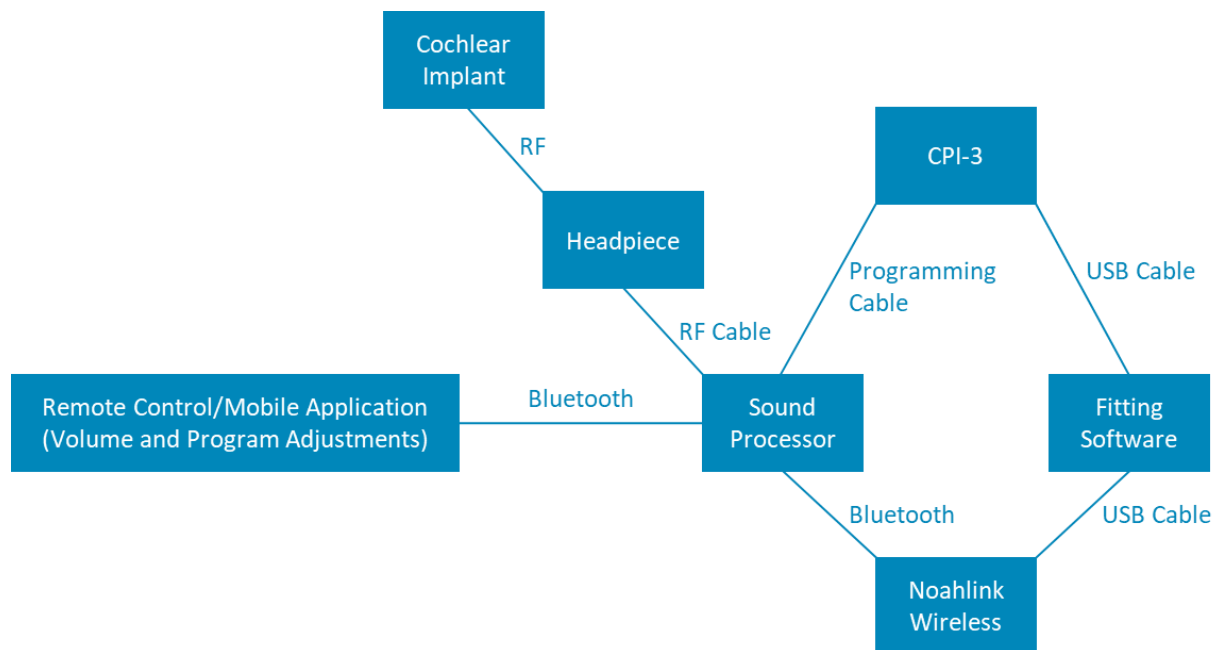 Cochlear
Implant
RF
CPI-3
Headpiece
Programming
Cable
USB Cable
RF Cable
Remote Control/Mobile Application
(Volume and Program Adjustments)
Bluetooth
Sound
Processor
Fitting
Software
Bluetooth
USB Cable
Noahlink
Wireless